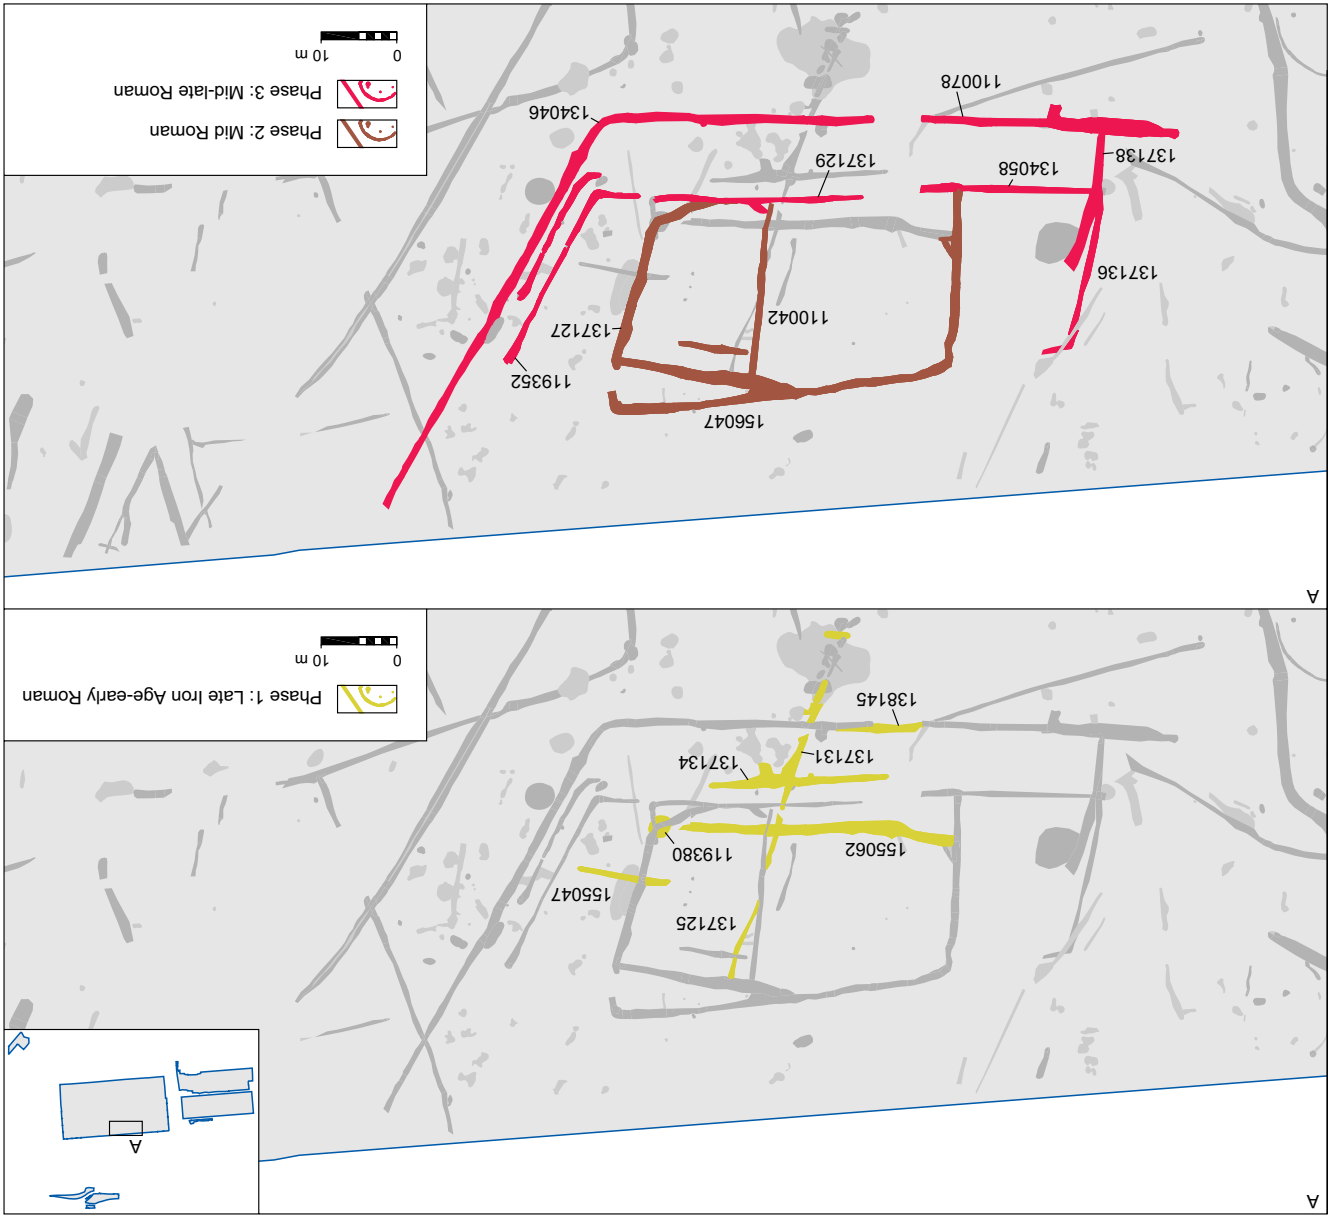 A
A
137125
155047
155062
119380
137131
137134
138145
Phase 1: Late Iron Age-early Roman
0 10 m
A
156047
119352
137127
110042
137136
137138
134058
137129
134046
110078
Phase 2: Mid Roman
Phase 3: Mid-late Roman
0 10 m